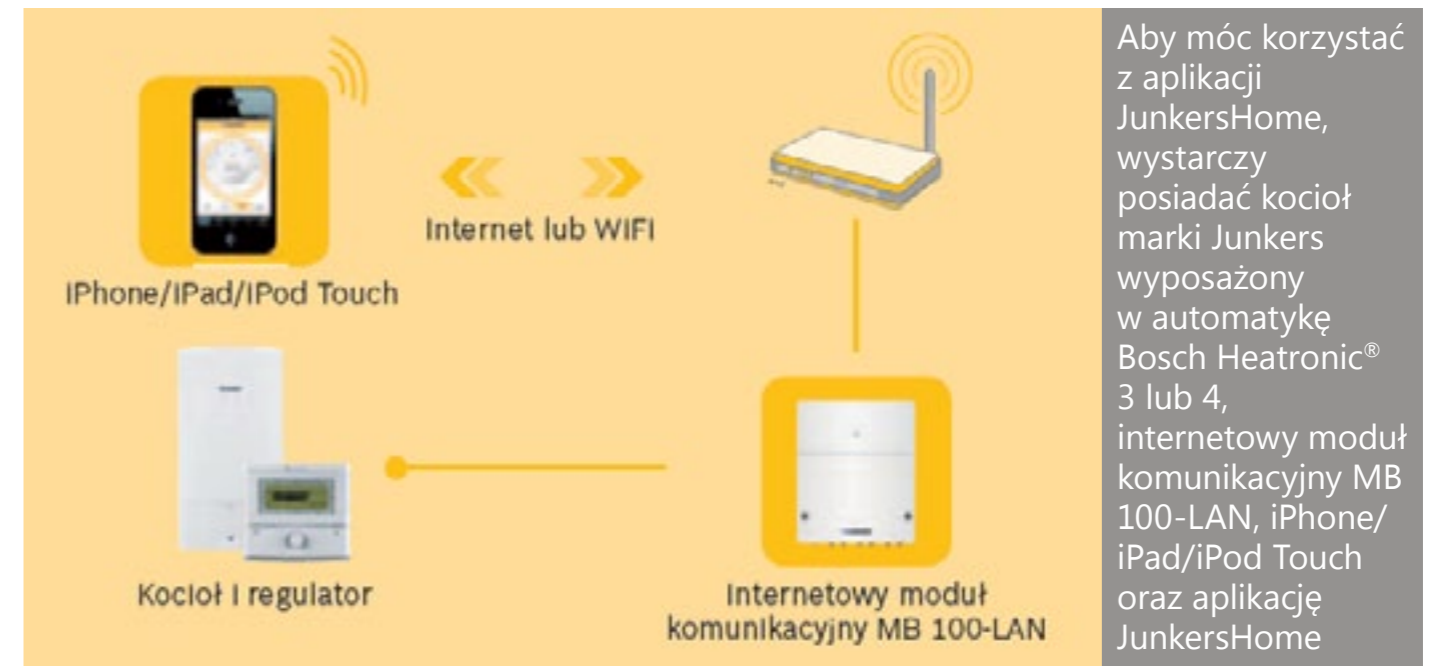 Internet lub WIFI
iPhone/iPad/iPod Touch
Kocioł i regulator
Internetowy moduł
komunikacyjny MB 100-LAN
Aby móc korzystać
z aplikacji
JunkersHome,
wystarczy
posiadać kocioł
marki Junkers
wyposażony
w automatykę
Bosch Heatronic®
3 lub 4,
internetowy moduł
komunikacyjny MB
100-LAN, iPhone/
iPad/iPod Touch
oraz aplikację
JunkersHome